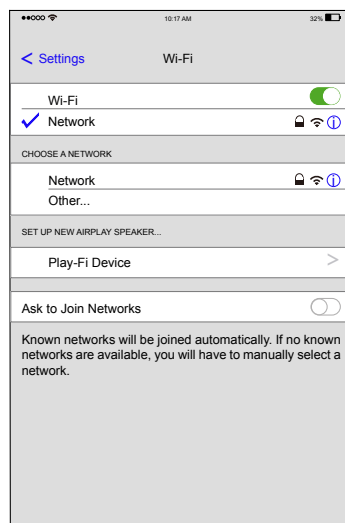 10:17 AM 32%
< Settings Wi-Fi
Wi-Fi
Network
CHOOSE A NETWORK
Network
Other...
SET UP NEW AIRPLAY SPEAKER...
Play-Fi Device >
Ask to Join Networks
Known networks will be joined automatically. If no known
networks are available, you will have to manually select a
network.